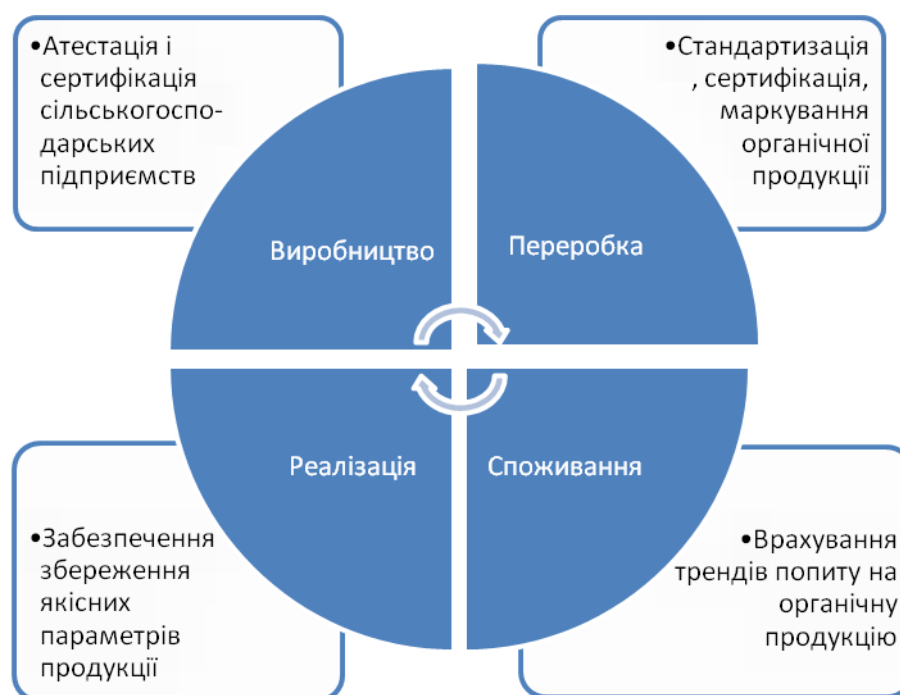 •Атестація і
сертифікація
сільськогоспо-
дарських
підприємств
•Стандартизація
, сертифікація,
маркування
органічної
продукції
Виробництво
Переробка
Реалізація
Споживання
•Забезпечення
збереження
якісних
параметрів
продукції
•Врахування
трендів попиту на
органічну
продукцію